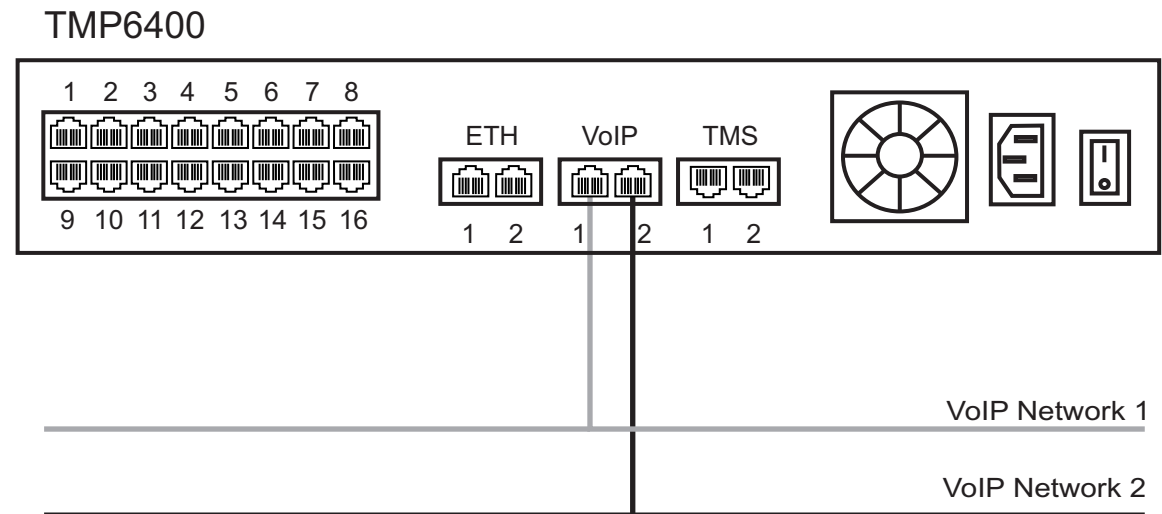 TMP6400
1 2 3 4 5 6 7 8
ETH VoIP TMS
9 10 11 12 13 14 15 16
1 2 1 2 1 2
VoIP Network 1
VoIP Network 2